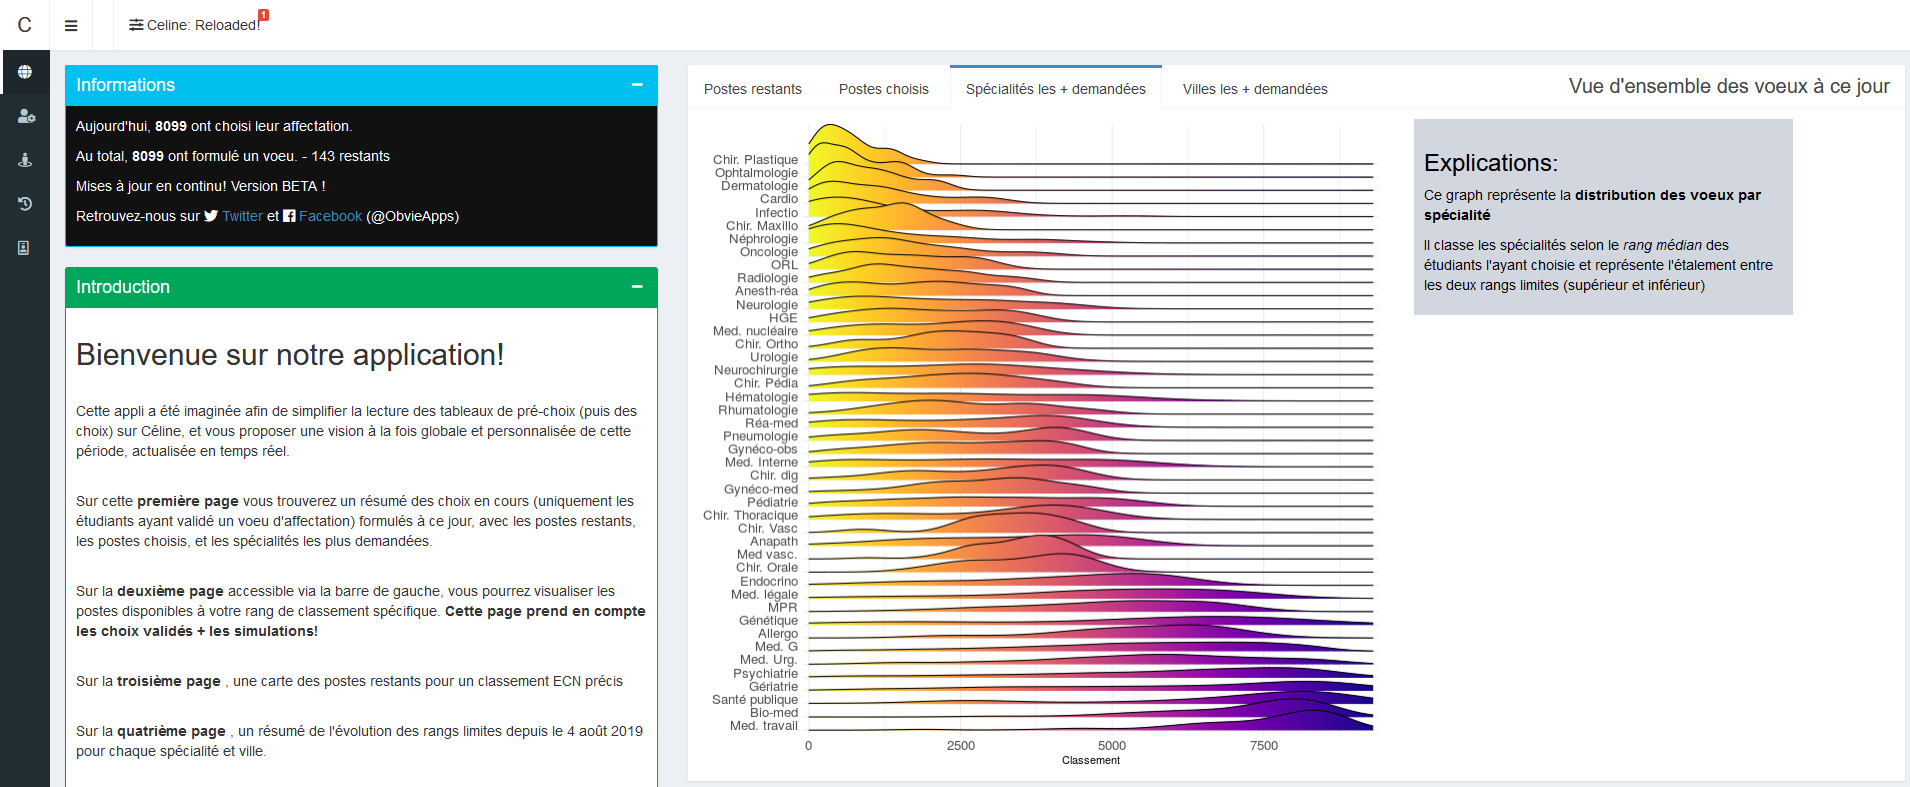 C
Celine: Reloaded!
1
Informations
Aujourd'hui, 8099 ont choisi leur affectation.
Au total, 8099 ont formulé un voeu. - 143 restants
Mises à jour en continu! Version BETA !
Retrouvez-nous sur Twitter et Facebook (@ObvieApps)
Introduction
Bienvenue sur notre application!
Cette appli a été imaginée afin de simplifier la lecture des tableaux de pré-choix (puis des
choix) sur Céline, et vous proposer une vision à la fois globale et personnalisée de cette
période, actualisée en temps réel.
Sur cette première page vous trouverez un résumé des choix en cours (uniquement les
étudiants ayant validé un voeu d'affectation) formulés à ce jour, avec les postes restants,
les postes choisis, et les spécialités les plus demandées.
Sur la deuxième page accessible via la barre de gauche, vous pourrez visualiser les
postes disponibles à votre rang de classement spécifique. Cette page prend en compte
les choix validés + les simulations!
Sur la troisième page , une carte des postes restants pour un classement ECN précis
Sur la quatrième page , un résumé de l'évolution des rangs limites depuis le 4 août 2019
pour chaque spécialité et ville.
Postes restants
Postes choisis
Spécialités les + demandées
Villes les + demandées
Vue d'ensemble des voeux à ce jour
Chir. Plastique
Ophtalmologie
Dermatologie
Cardio
Infectio
Chir. Maxillo
Néphrologie
Oncologie
ORL
Radiologie
Anesth-réa
Neurologie
HGE
Med. nucléaire
Chir. Ortho
Urologie
Neurochirurgie
Chir. Pédia
Hématologie
Rhumatologie
Réa-med
Pneumologie
Gynéco-obs
Med. Interne
Chir. dig
Gynéco-med
Pédiatrie
Chir. Thoracique
Chir. Vasc
Anapath
Med vasc.
Chir. Orale
Endocrino
Med. légale
MPR
Génétique
Allergo
Med. G
Med. Urg.
Psychiatrie
Gériatrie
Santé publique
Bio-med
Med. travail
0 2500 5000 7500
Classement
Explications:
Ce graph représente la distribution des voeux par
spécialité
Il classe les spécialités selon le rang médian des
étudiants l'ayant choisie et représente l'étalement entre
les deux rangs limites (supérieur et inférieur)